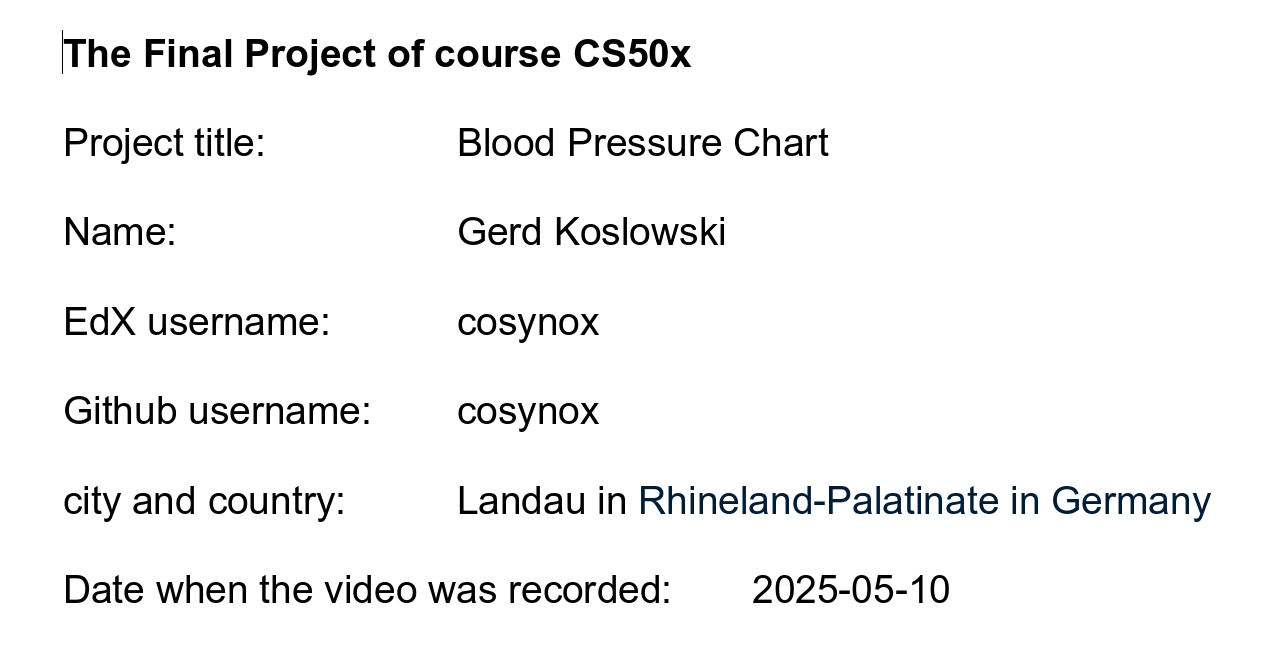 The Final Project of course CS50x
Project title: Blood Pressure Chart
Name: Gerd Koslowski
EdX username: cosynox
Github username: cosynox
city and country: Landau in Rhineland-Palatinate in Germany
Date when the video was recorded: 2025-05-10